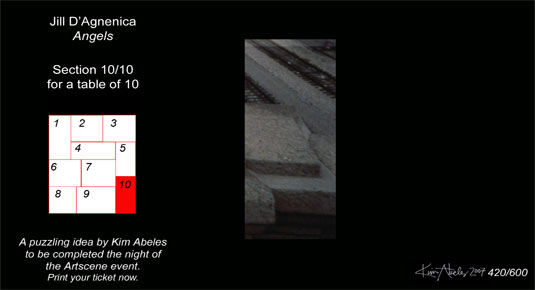 Jill D'Agnenica
Angels
Section 10/10
for a table of 10
1 2 3
4 5
6 7
10
8 9
A puzzling idea by Kim Abeles
to be completed the night of
the Artscene event.
Print your ticket now.
Kim Abeles 2007 420/600